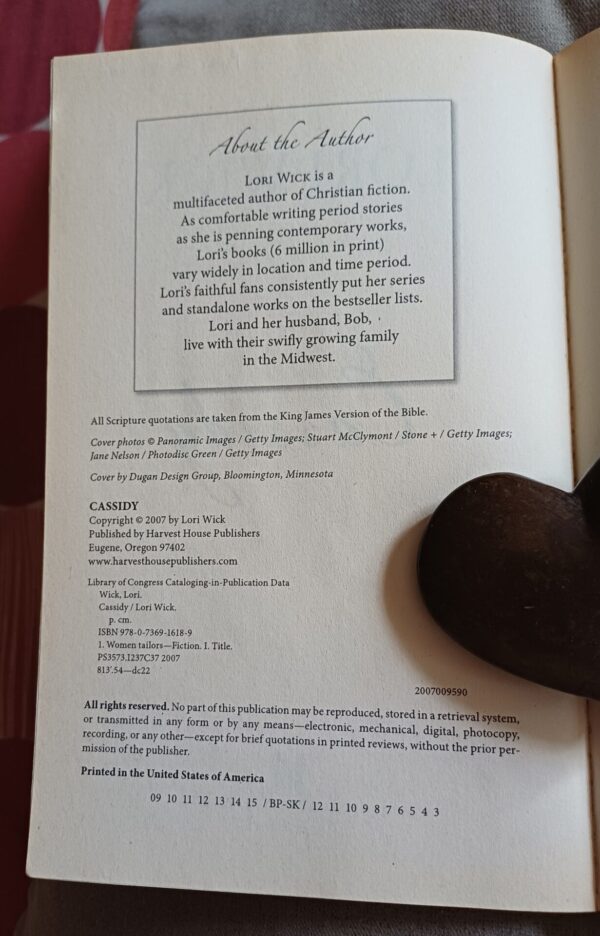 About the Author
LORI WICK is a
multifaceted author of Christian fiction.
As comfortable writing period stories
as she is penning contemporary works,
Lori's books (6 million in print)
vary widely in location and time period.
Lori's faithful fans consistently put her series
and standalone works on the bestseller lists.
Lori and her husband, Bob,
live with their swifly growing family
in the Midwest.
All Scripture quotations are taken from the King James Version of the Bible.
Cover photos © Panoramic Images / Getty Images; Stuart McClymont / Stone + / Getty Images;
Jane Nelson / Photodisc Green / Getty Images
Cover by Dugan Design Group, Bloomington, Minnesota
CASSIDY
Copyright © 2007 by Lori Wick
Published by Harvest House Publishers
Eugene, Oregon 97402
www.harvesthousepublishers.com
Library of Congress Cataloging-in-Publication Data
Wick, Lori.
Cassidy / Lori Wick.
p. cm.
ISBN 978-0-7369-1618-9
1. Women tailors—Fiction. I. Title.
PS3573.I237C37 2007
813'.54—dc22
2007009590
All rights reserved. No part of this publication may be reproduced, stored in a retrieval system,
or transmitted in any form or by any means—electronic, mechanical, digital, photocopy,
recording, or any other—except for brief quotations in printed reviews, without the prior per-
mission of the publisher.
Printed in the United States of America
09 10 11 12 13 14 15 / BP-SK / 12 11 10 9 8 7 6 5 4 3